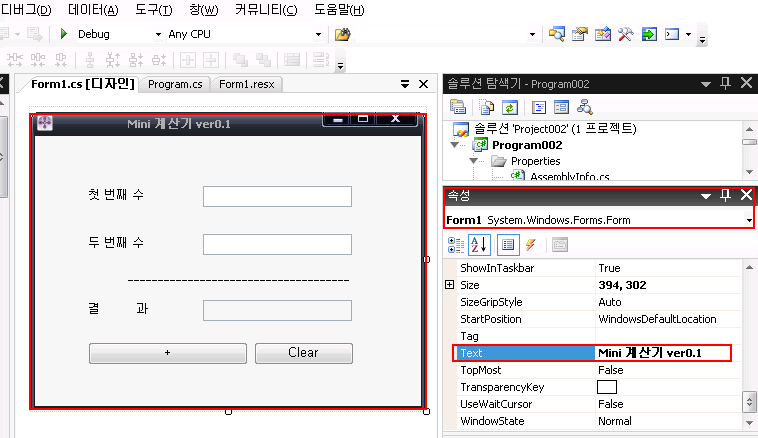 디버그(D) 데이터(A) 도구(T) 창(W) 커뮤니티(C) 도움말(H)
Debug Any CPU
Form1.cs [디자인] Program.cs Form1.resx
Mini 계산기 ver0.1
첫 번째 수
두 번째 수
------------------------------------
결 과
+ Clear
솔루션 탐색기 - Program002
솔루션 'Project002' (1 프로젝트)
Program002
Properties
AssemblyInfo.cs
속성
Form1 System.Windows.Forms.Form
ShowInTaskbar True
Size 394, 302
SizeGripStyle Auto
StartPosition WindowsDefaultLocation
Tag
Text Mini 계산기 ver0.1
TopMost False
TransparencyKey
UseWaitCursor False
WindowState Normal